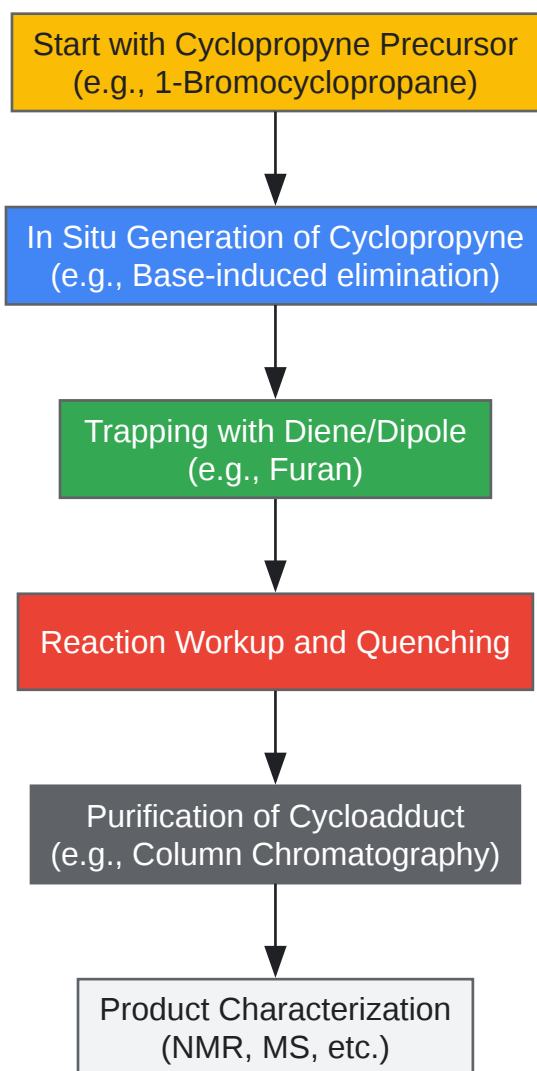 Start with Cyclopropyne Precursor
(e.g., 1-Bromocyclopropane)
In Situ Generation of Cyclopropyne
(e.g., Base-induced elimination)
Trapping with Diene/Dipole
(e.g., Furan)
Reaction Workup and Quenching
Purification of Cycloadduct
(e.g., Column Chromatography)
Product Characterization
(NMR, MS, etc.)